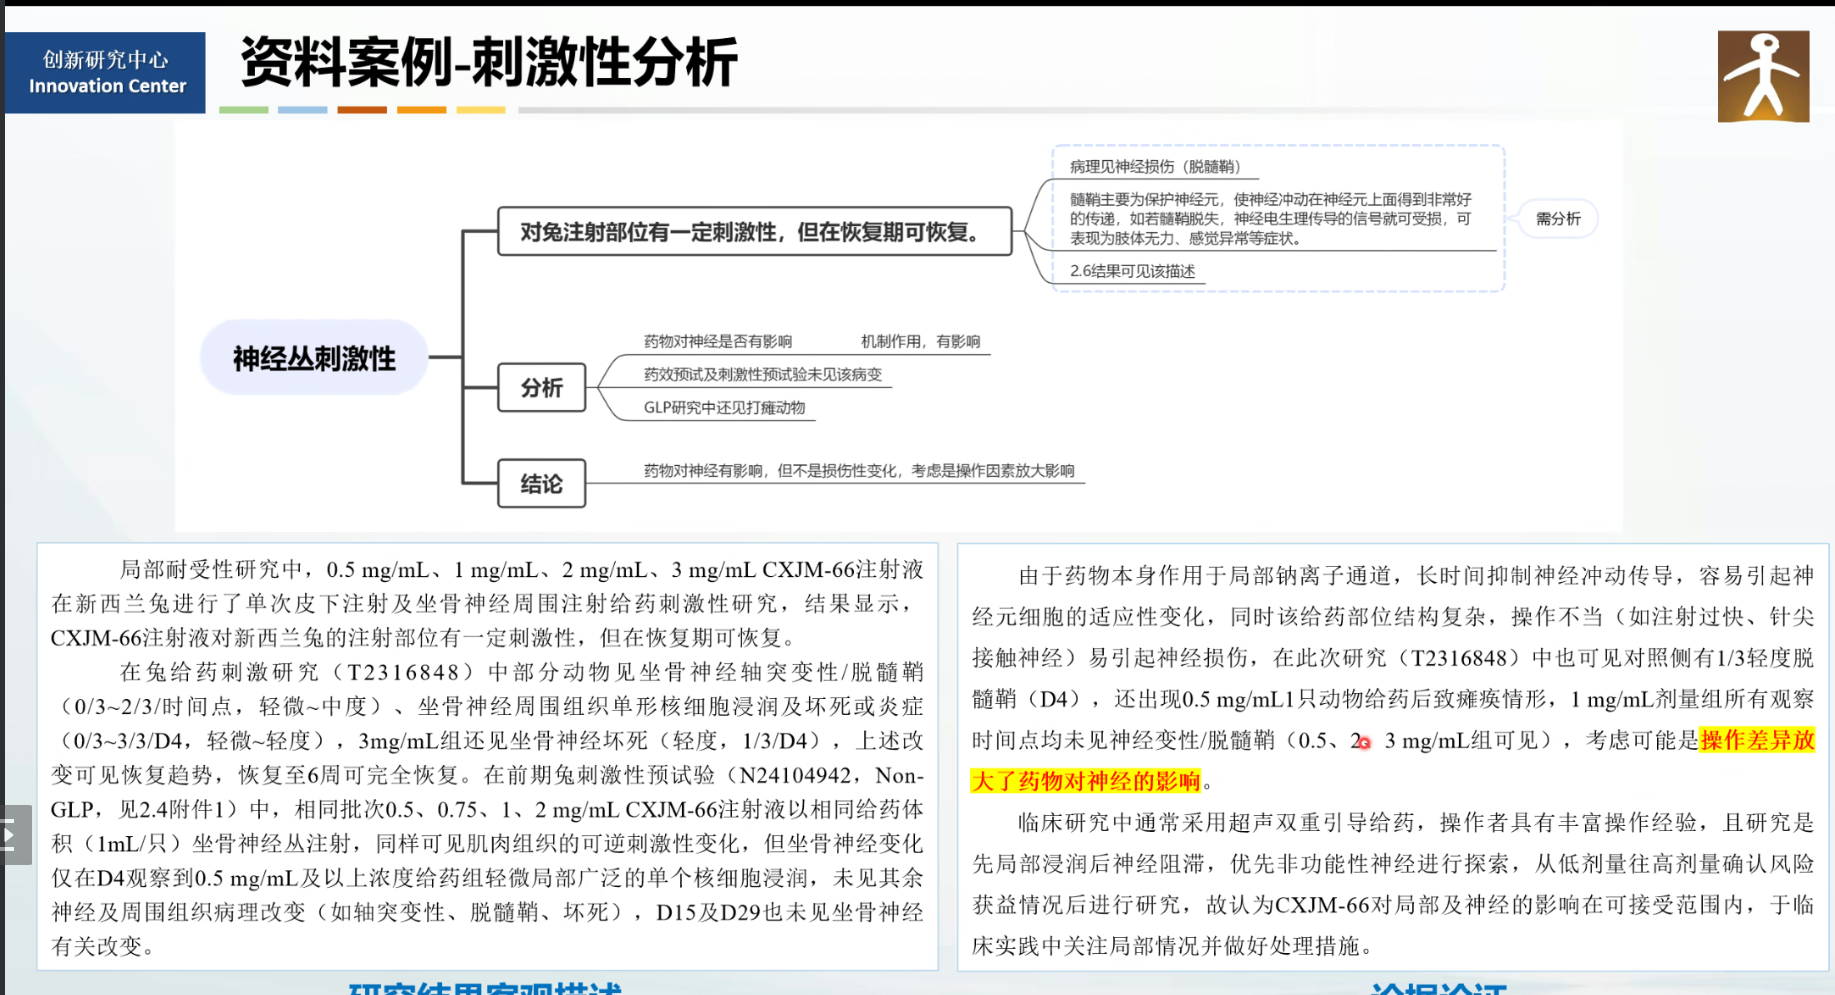 创新研究中心
Innovation Center
资料案例-刺激性分析
神经丛刺激性
对兔注射部位有一定刺激性，但在恢复期可恢复。
病理见神经损伤（脱髓鞘）
髓鞘主要为保护神经元，使神经冲动在神经元上面得到非常好
的传递，如若髓鞘脱失，神经电生理传导的信号就可受损，可
表现为肢体无力、感觉异常等症状。
2.6结果可见该描述
需分析
分析
药物对神经是否有影响 机制作用，有影响
药效预试及刺激性预试验未见该病变
GLP研究中还见打瘫动物
结论
药物对神经有影响，但不是损伤性变化，考虑是操作因素放大影响
局部耐受性研究中，0.5 mg/mL、1 mg/mL、2 mg/mL、3 mg/mL CXJM-66注射液
在新西兰兔进行了单次皮下注射及坐骨神经周围注射给药刺激性研究，结果显示，
CXJM-66注射液对新西兰兔的注射部位有一定刺激性，但在恢复期可恢复。
在兔给药刺激研究（T2316848）中部分动物见坐骨神经轴突变性/脱髓鞘
（0/3~2/3/时间点，轻微~中度）、坐骨神经周围组织单形核细胞浸润及坏死或炎症
（0/3~3/3/D4，轻微~轻度），3mg/mL组还见坐骨神经坏死（轻度，1/3/D4），上述改
变可见恢复趋势，恢复至6周可完全恢复。在前期兔刺激性预试验（N24104942，Non-
GLP，见2.4附件1）中，相同批次0.5、0.75、1、2 mg/mL CXJM-66注射液以相同给药体
积（1mL/只）坐骨神经丛注射，同样可见肌肉组织的可逆刺激性变化，但坐骨神经变化
仅在D4观察到0.5 mg/mL及以上浓度给药组轻微局部广泛的单个核细胞浸润，未见其余
神经及周围组织病理改变（如轴突变性、脱髓鞘、坏死），D15及D29也未见坐骨神经
有关改变。
由于药物本身作用于局部钠离子通道，长时间抑制神经冲动传导，容易引起神
经元细胞的适应性变化，同时该给药部位结构复杂，操作不当（如注射过快、针尖
接触神经）易引起神经损伤，在此次研究（T2316848）中也可见对照侧有1/3轻度脱
髓鞘（D4），还出现0.5 mg/mL1只动物给药后致瘫痪情形，1 mg/mL剂量组所有观察
时间点均未见神经变性/脱髓鞘（0.5、2、3 mg/mL组可见），考虑可能是操作差异放
大了药物对神经的影响。
临床研究中通常采用超声双重引导给药，操作者具有丰富操作经验，且研究是
先局部浸润后神经阻滞，优先非功能性神经进行探索，从低剂量往高剂量确认风险
获益情况后进行研究，故认为CXJM-66对局部及神经的影响在可接受范围内，于临
床实践中关注局部情况并做好处理措施。
研究结果客观描述
论据论证